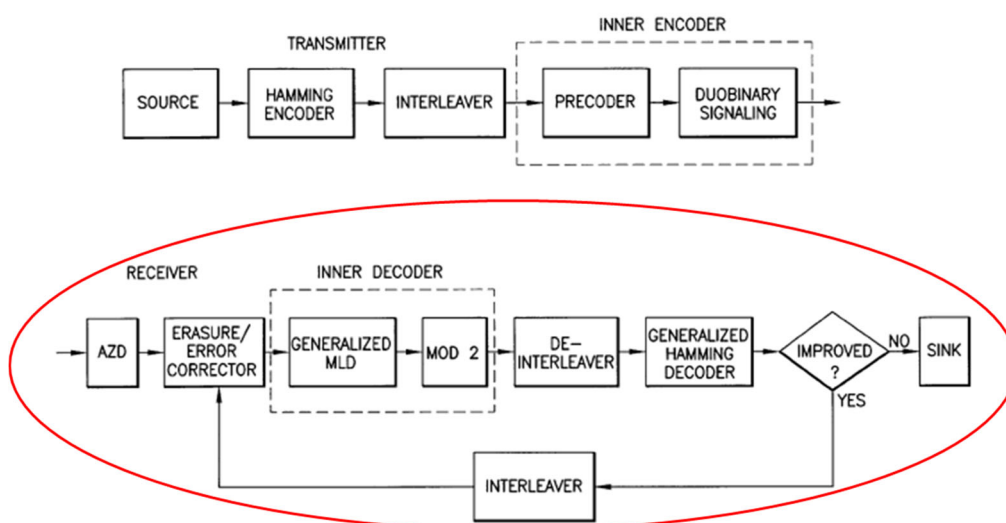 TRANSMITTER
INNER ENCODER
SOURCE
HAMMING
ENCODER
INTERLEAVER
PRECODER
DUOBINARY
SIGNALING
RECEIVER
INNER DECODER
AZD
ERASURE/
ERROR
CORRECTOR
GENERALIZED
MLD
MOD 2
DE-
INTERLEAVER
GENERALIZED
HAMMING
DECODER
IMPROVED
?
NO
SINK
YES
INTERLEAVER